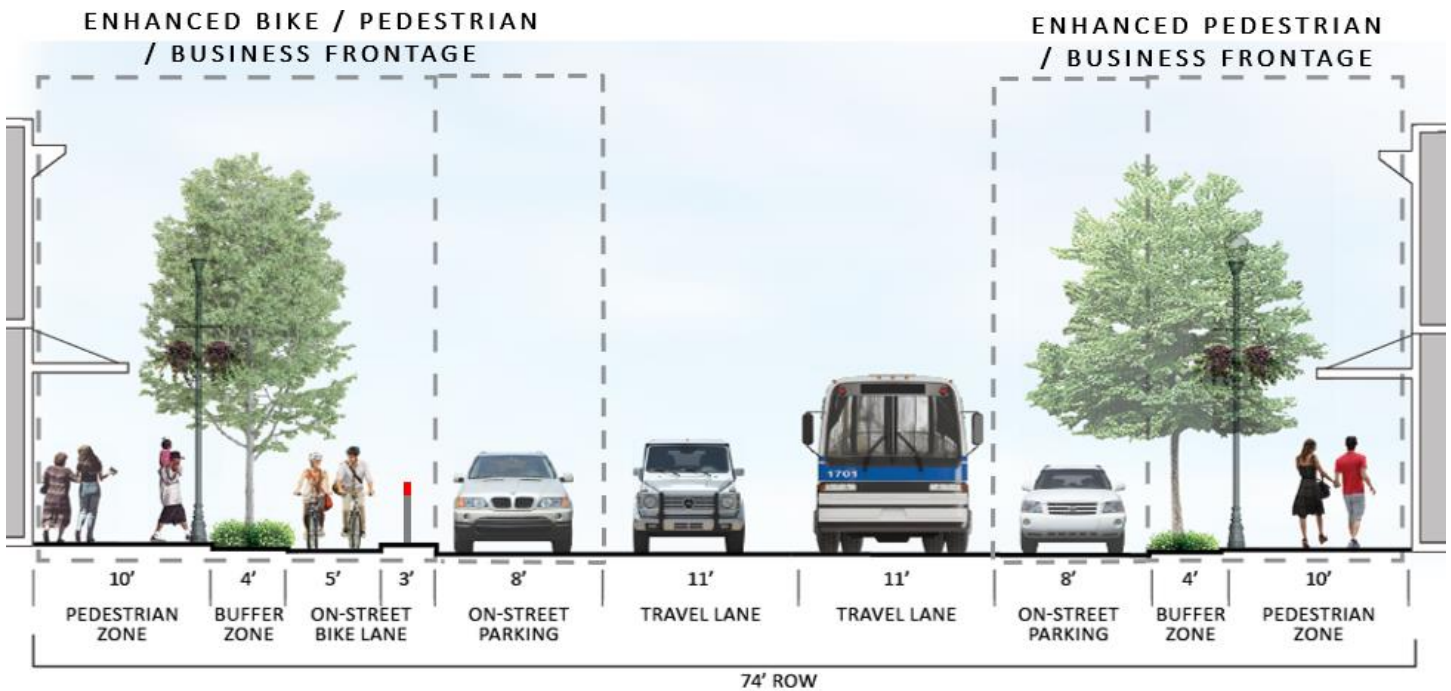 ENHANCED BIKE / PEDESTRIAN
/ BUSINESS FRONTAGE
ENHANCED PEDESTRIAN
/ BUSINESS FRONTAGE
1701
10’
4’
5’
3’
8’
11’
11’
8’
4’
10’
PEDESTRIAN
ZONE
BUFFER
ZONE
ON-STREET
BIKE LANE
ON-STREET
PARKING
TRAVEL LANE
TRAVEL LANE
ON-STREET
PARKING
BUFFER
ZONE
PEDESTRIAN
ZONE
74’ ROW